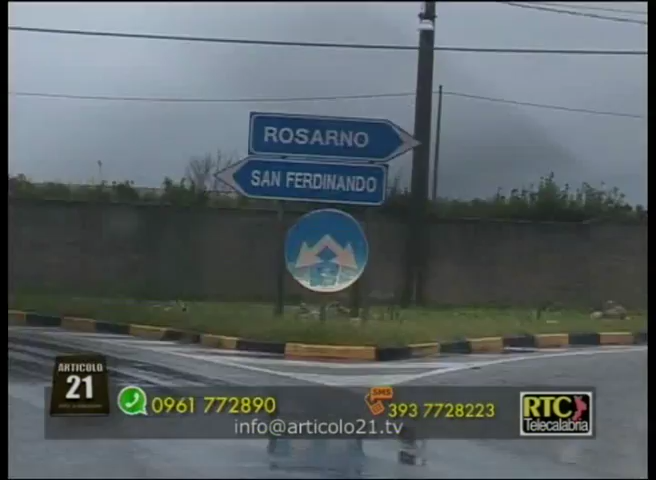 ROSARNO
SAN FERDINANDO
ARTICOLO
21
0961 772890
SMS
393 7728223
info@articolo21.tv
RTC
Telecalabria